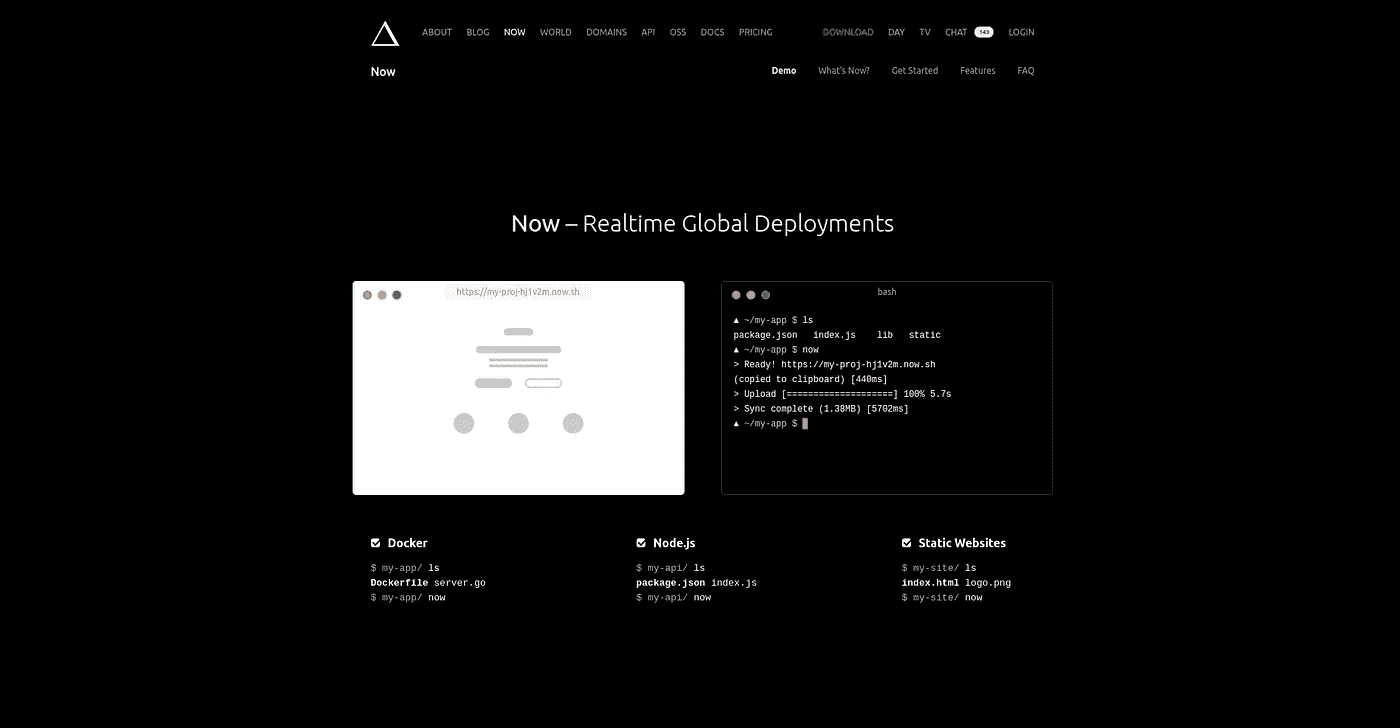 ABOUT BLOG NOW WORLD DOMAINS API OSS DOCS PRICING DOWNLOAD DAY TV CHAT 143 LOGIN
Now Demo What's Now? Get Started Features FAQ
Now – Realtime Global Deployments
https://my-proj-hj1v2m.now.sh
bash
▲ ~/my-app $ ls
package.json index.js lib static
▲ ~/my-app $ now
> Ready! https://my-proj-hj1v2m.now.sh
(copied to clipboard) [440ms]
> Upload [====================] 100% 5.7s
> Sync complete (1.38MB) [5702ms]
▲ ~/my-app $
Docker
$ my-app/ ls
Dockerfile server.go
$ my-app/ now
Node.js
$ my-api/ ls
package.json index.js
$ my-api/ now
Static Websites
$ my-site/ ls
index.html logo.png
$ my-site/ now